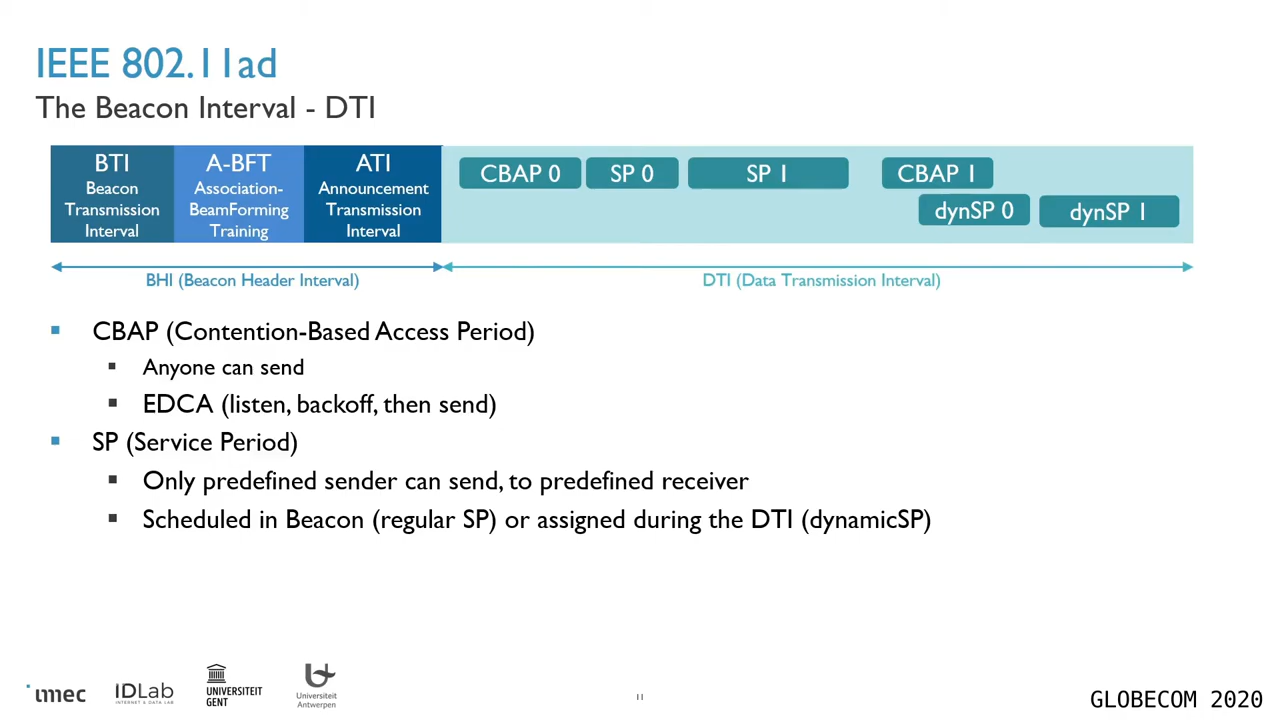 IEEE 802.11ad
The Beacon Interval - DTI
BTI
Beacon
Transmission
Interval
A-BFT
Association-
BeamForming
Training
ATI
Announcement
Transmission
Interval
CBAP 0
SP 0
SP 1
CBAP 1
dynSP 0
dynSP 1
BHI (Beacon Header Interval)
DTI (Data Transmission Interval)
CBAP (Contention-Based Access Period)
Anyone can send
EDCA (listen, backoff, then send)
SP (Service Period)
Only predefined sender can send, to predefined receiver
Scheduled in Beacon (regular SP) or assigned during the DTI (dynamicSP)
imec
IDLab
INTERNET & DATA LAB
UNIVERSITEIT
GENT
Universiteit
Antwerpen
11
GLOBECOM 2020